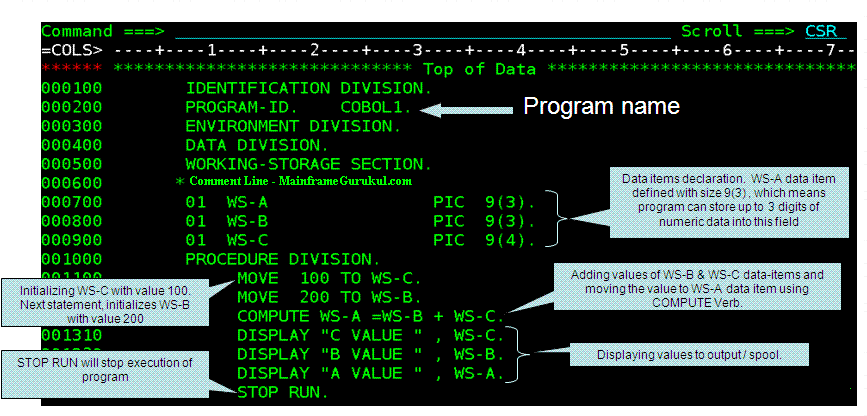 Command ===> Scroll ===> CSR
=COLS> ----+----1----+----2----+----3----+----4----+----5----+----6----+----7--
****** ***************************** Top of Data ******************************
000100 IDENTIFICATION DIVISION.
000200 PROGRAM-ID. COBOL1. Program name
000300 ENVIRONMENT DIVISION.
000400 DATA DIVISION.
000500 WORKING-STORAGE SECTION.
000600 * Comment Line - MainframeGurukul.com
000700 01 WS-A PIC 9(3).
000800 01 WS-B PIC 9(3).
000900 01 WS-C PIC 9(4).
Data items declaration. WS-A data item
defined with size 9(3), which means
program can store up to 3 digits of
numeric data into this field
001000 PROCEDURE DIVISION.
001100 MOVE 100 TO WS-C.
MOVE 200 TO WS-B.
COMPUTE WS-A =WS-B + WS-C.
Initializing WS-C with value 100.
Next statement, initializes WS-B
with value 200
Adding values of WS-B & WS-C data-items and
moving the value to WS-A data item using
COMPUTE Verb.
001310 DISPLAY "C VALUE " , WS-C.
DISPLAY "B VALUE " , WS-B.
DISPLAY "A VALUE " , WS-A.
STOP RUN.
Displaying values to output / spool.
STOP RUN will stop execution of
program